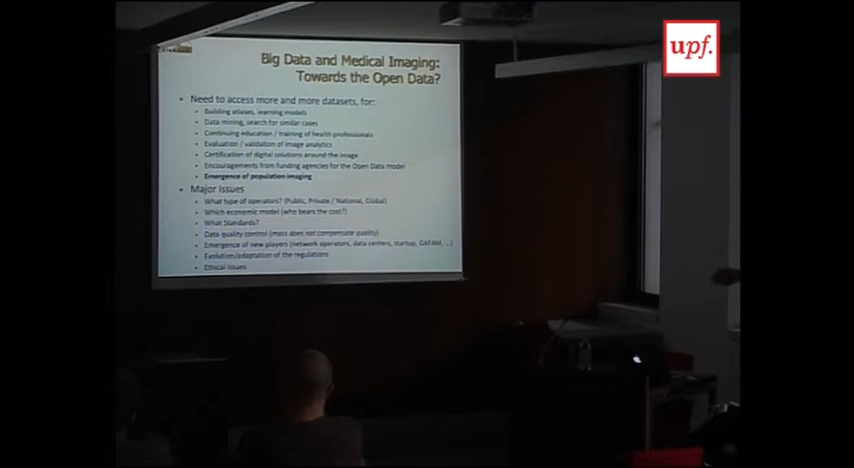 upf.
Big Data and Medical Imaging:
Towards the Open Data?
• Need to access more and more datasets, for:
• Building atlases, learning models
• Data mining, search for similar cases
• Continuing education / training of health professionals
• Evaluation / validation of image analytics
• Certification of digital solutions around the image
• Encouragements from funding agencies for the Open Data model
• Emergence of population imaging
• Major Issues
• What type of operators? (Public, Private / National, Global)
• Which economic model (who bears the cost?)
• What Standards?
• Data quality control (mass does not compensate quality)
• Emergence of new players (network operators, data centers, startup, GAFAM, ...)
• Evolution/adaptation of the regulations
• Ethical Issues